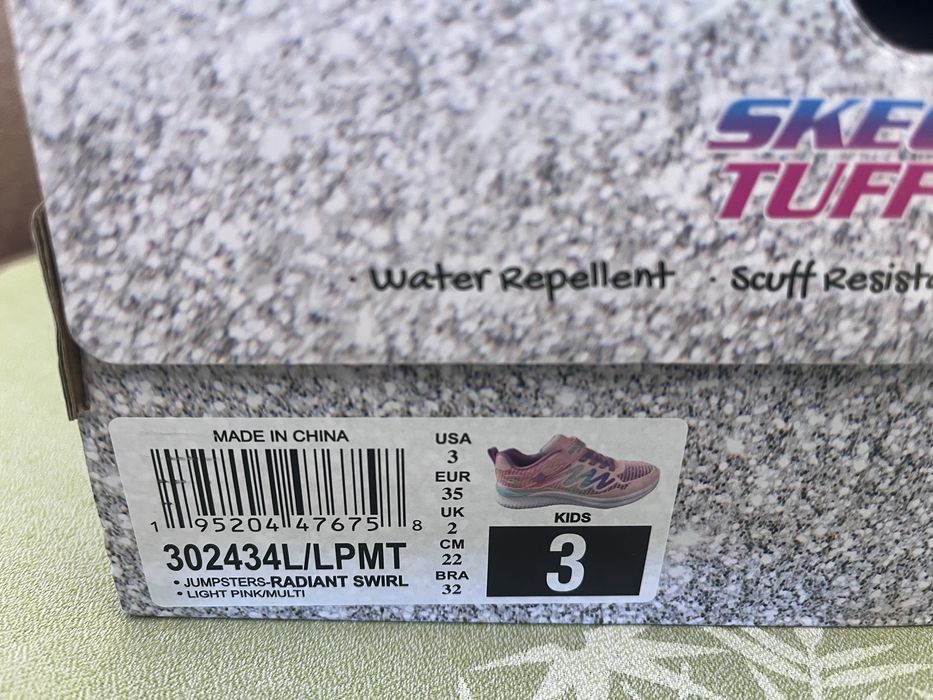 SKE
TUFF
· Water Repellent · Scuff
MADE IN CHINA
1 95204 47675 8
302434L/LPMT
• JUMPSTERS-RADIANT SWIRL
• LIGHT PINK/MULTI
USA
3
EUR
35
UK
2
CM
22
BRA
32
KIDS
3